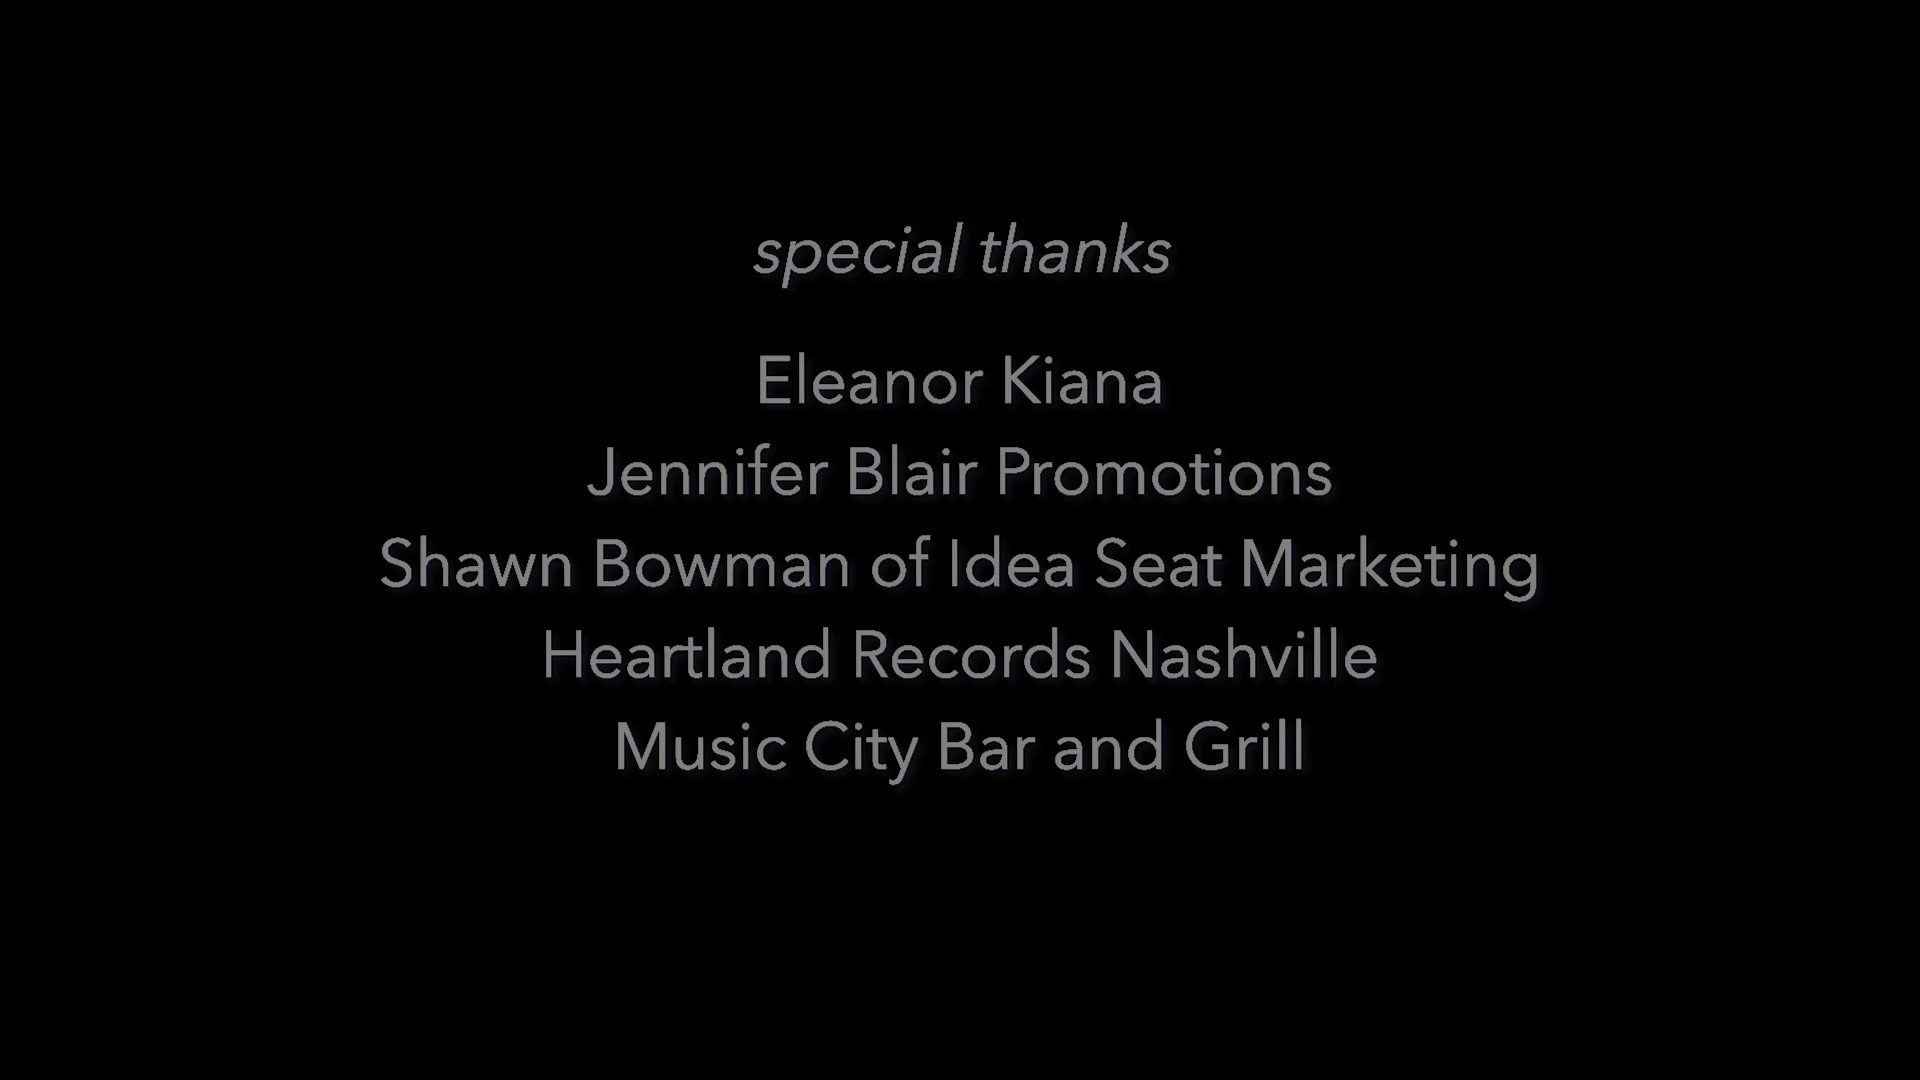 special thanks
Eleanor Kiana
Jennifer Blair Promotions
Shawn Bowman of Idea Seat Marketing
Heartland Records Nashville
Music City Bar and Grill